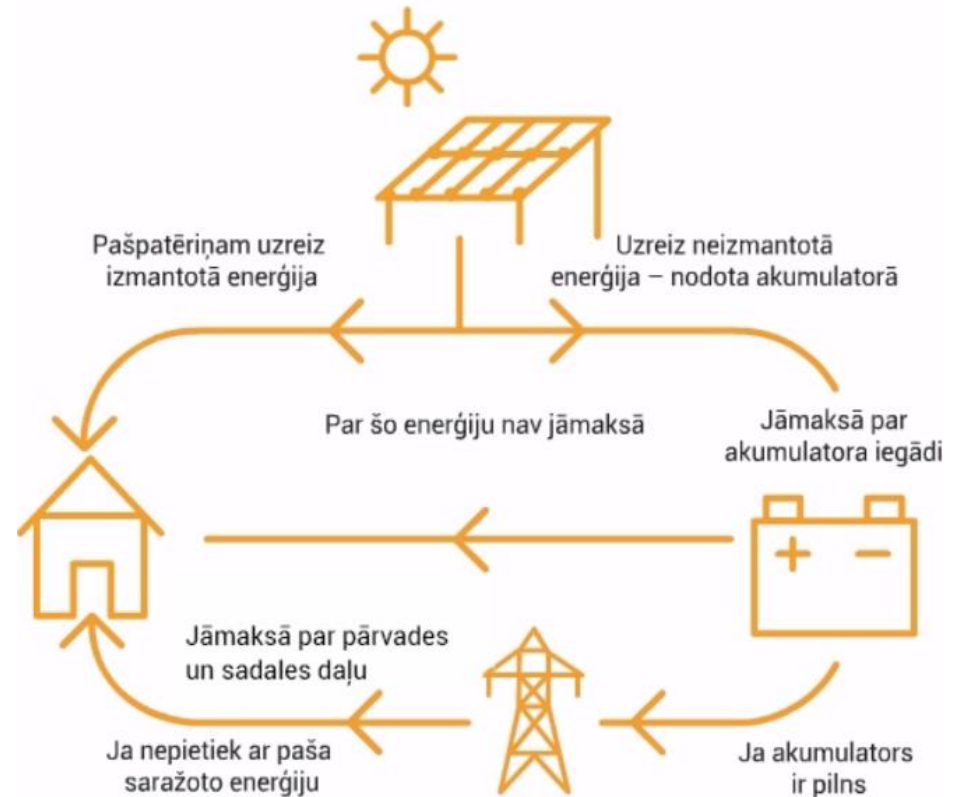 Pašpatēriņam uzreiz
izmantotā enerģija
Uzreiz neizmantotā
enerģija – nodota akumulatorā
Par šo enerģiju nav jāmaksā
Jāmaksā par
akumulatora iegādi
+ –
Jāmaksā par pārvades
un sadales daļu
Ja nepietiek ar paša
saražoto enerģiju
Ja akumulators
ir pilns